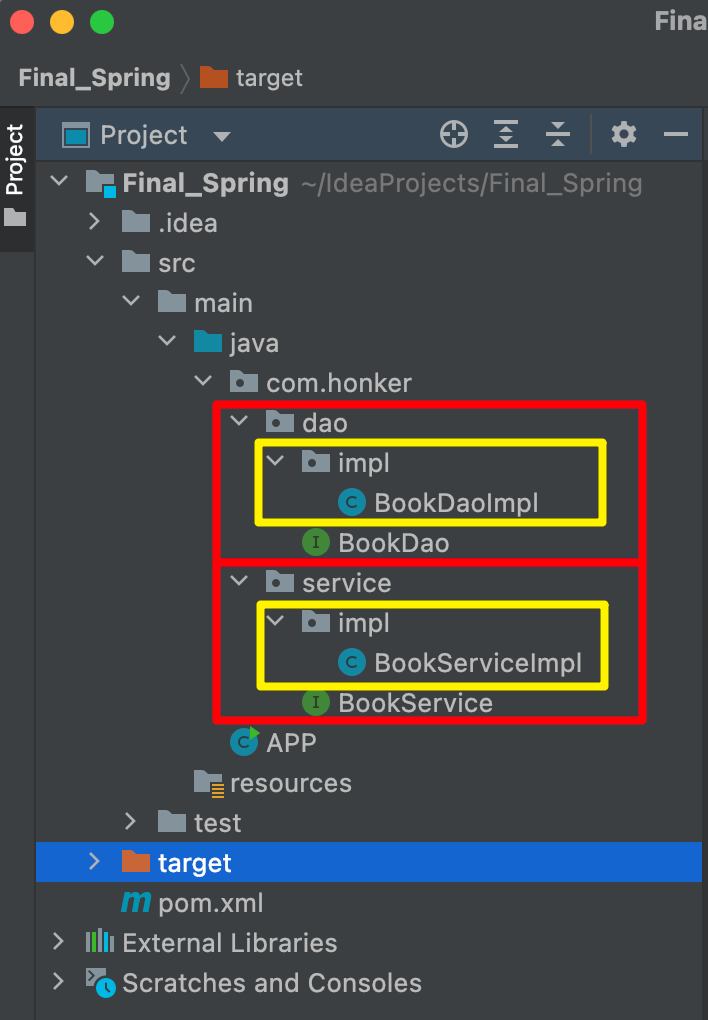 Fina
Final_Spring 〉 target
Project
Project
Final_Spring ~/IdeaProjects/Final_Spring
.idea
src
main
java
com.honker
dao
impl
C BookDaoImpl
I BookDao
service
impl
C BookServiceImpl
I BookService
C APP
resources
test
target
m pom.xml
External Libraries
Scratches and Consoles